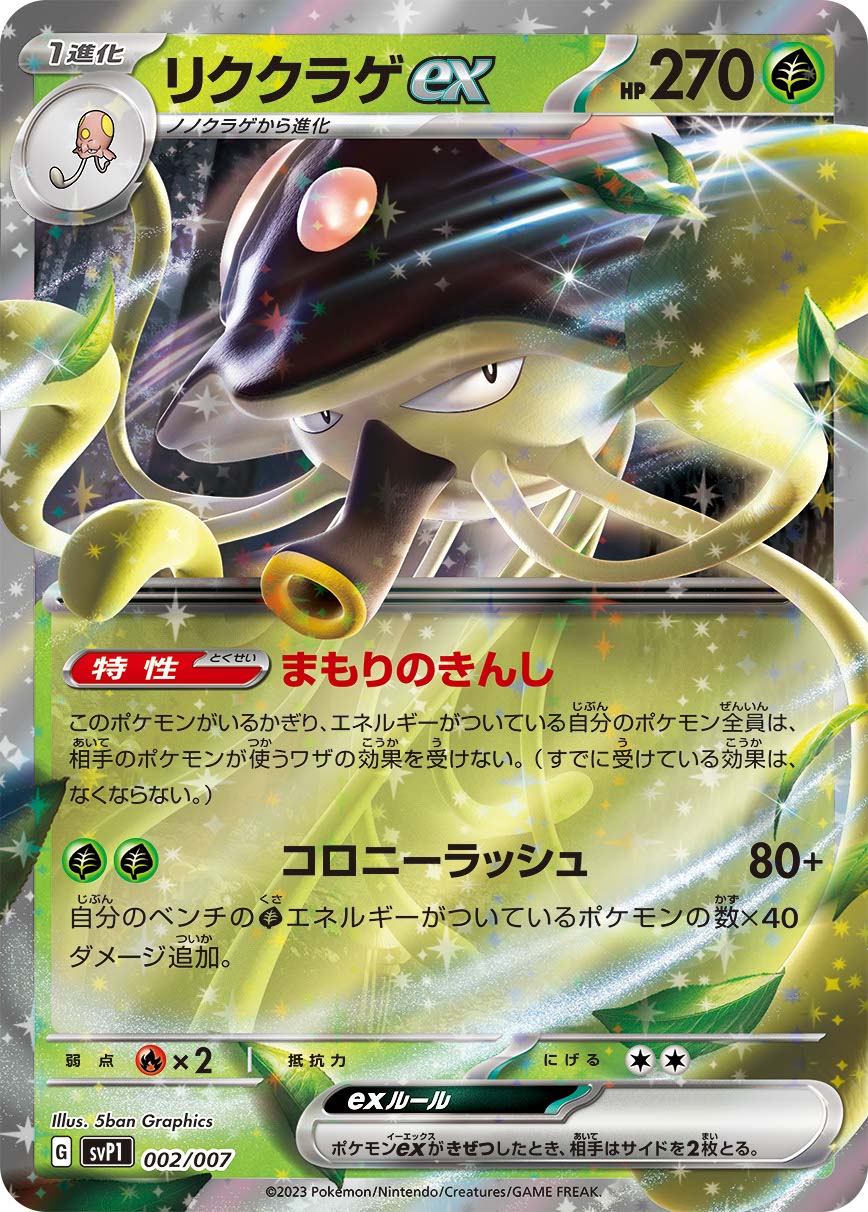 1進化
リククラゲex
HP270
ノノクラゲから進化
特性
とくせい
まもりのきんし
このポケモンがいるかぎり、エネルギーがついている自分のポケモン全員は、
相手のポケモンが使うワザの効果を受けない。（すでに受けている効果は、
なくならない。）
コロニーラッシュ 80+
自分のベンチのエネルギーがついているポケモンの数×40
ダメージ追加。
弱点 ×2 抵抗力 にげる
exルール
ポケモンexがきぜつしたとき、相手はサイドを2枚とる。
Illus. 5ban Graphics
G svP1 002/007
©2023 Pokémon/Nintendo/Creatures/GAME FREAK.